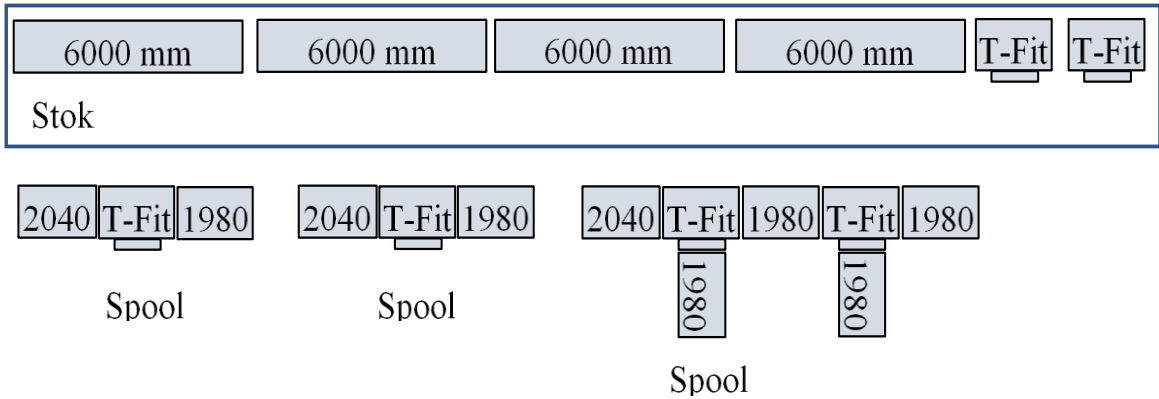 6000 mm 6000 mm 6000 mm 6000 mm T-Fit T-Fit
Stok
2040 T-Fit 1980 2040 T-Fit 1980 2040 T-Fit 1980 T-Fit 1980
1980 1980
Spool Spool
Spool